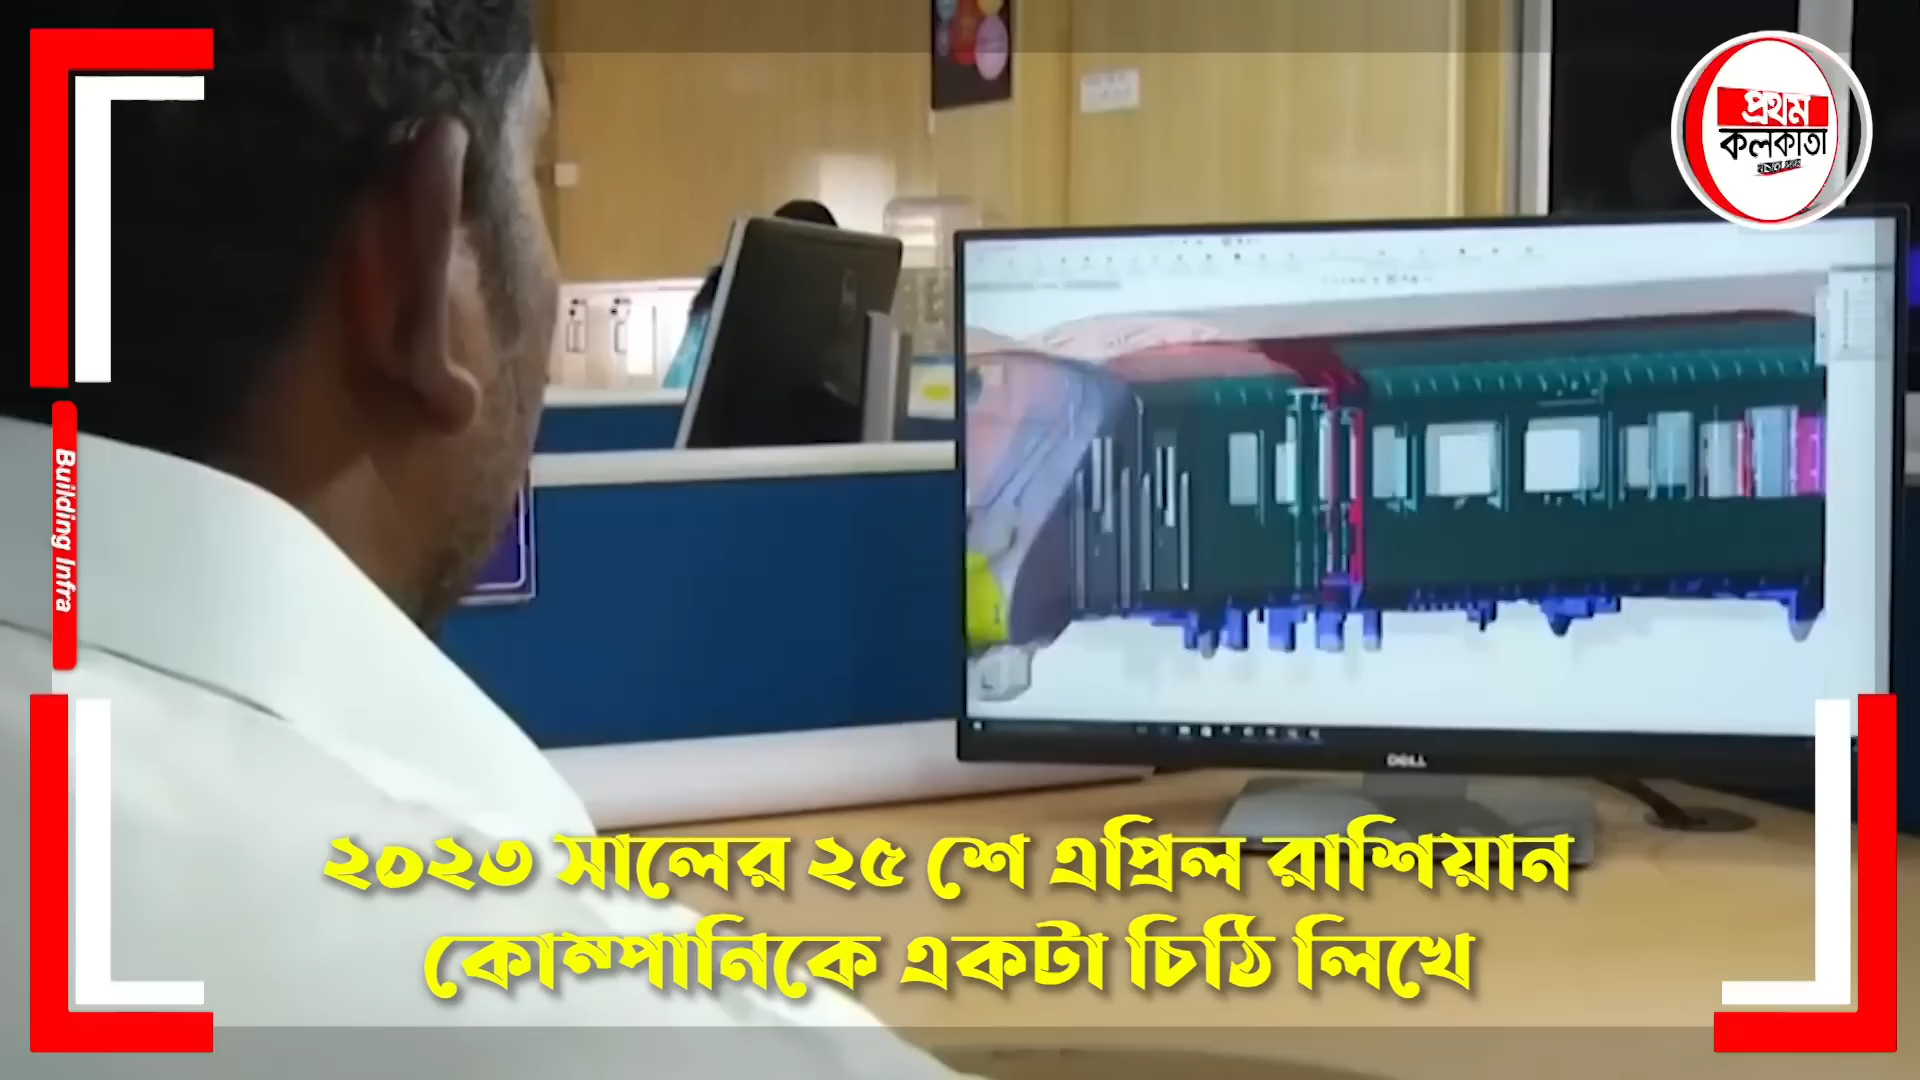 প্রথম
কলকাতা
Building Infra
DELL
২০২৩ সালের ২৫ শে এপ্রিল রাশিয়ান
কোম্পানিকে একটা চিঠি লিখে